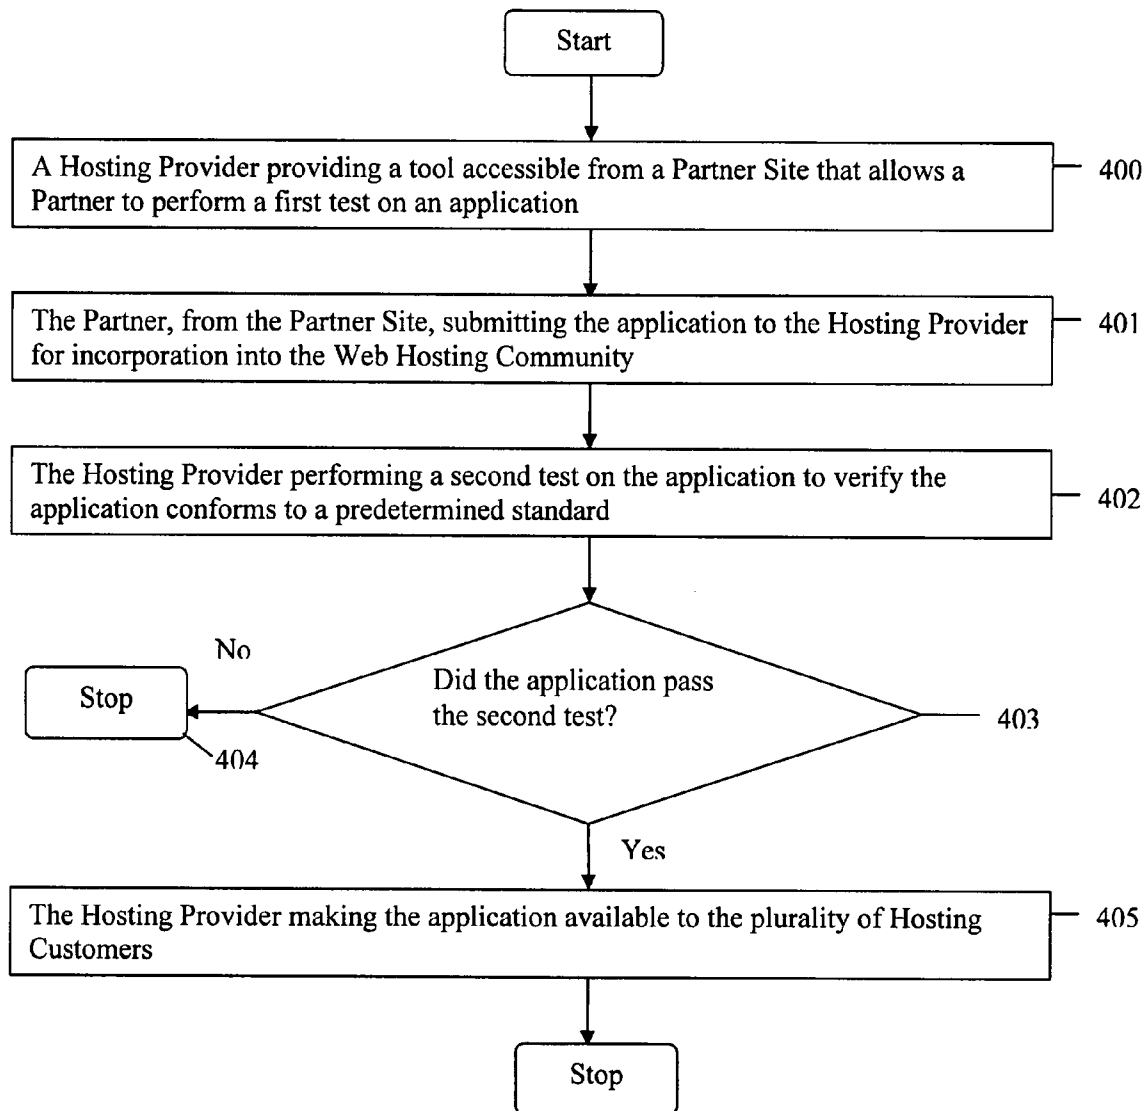 Start
A Hosting Provider providing a tool accessible from a Partner Site that allows a
Partner to perform a first test on an application
400
The Partner, from the Partner Site, submitting the application to the Hosting Provider
for incorporation into the Web Hosting Community
401
The Hosting Provider performing a second test on the application to verify the
application conforms to a predetermined standard
402
No
Did the application pass
the second test?
Stop
403
404
Yes
The Hosting Provider making the application available to the plurality of Hosting
Customers
405
Stop